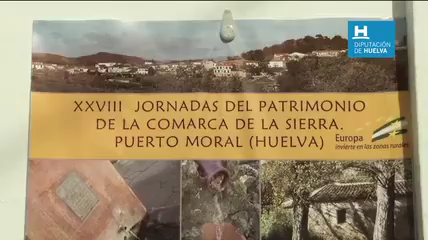 H
DIPUTACIÓN
DE HUELVA
XXVIII JORNADAS DEL PATRIMONIO
DE LA COMARCA DE LA SIERRA.
PUERTO MORAL (HUELVA)
Europa
invierte en las zonas rurales